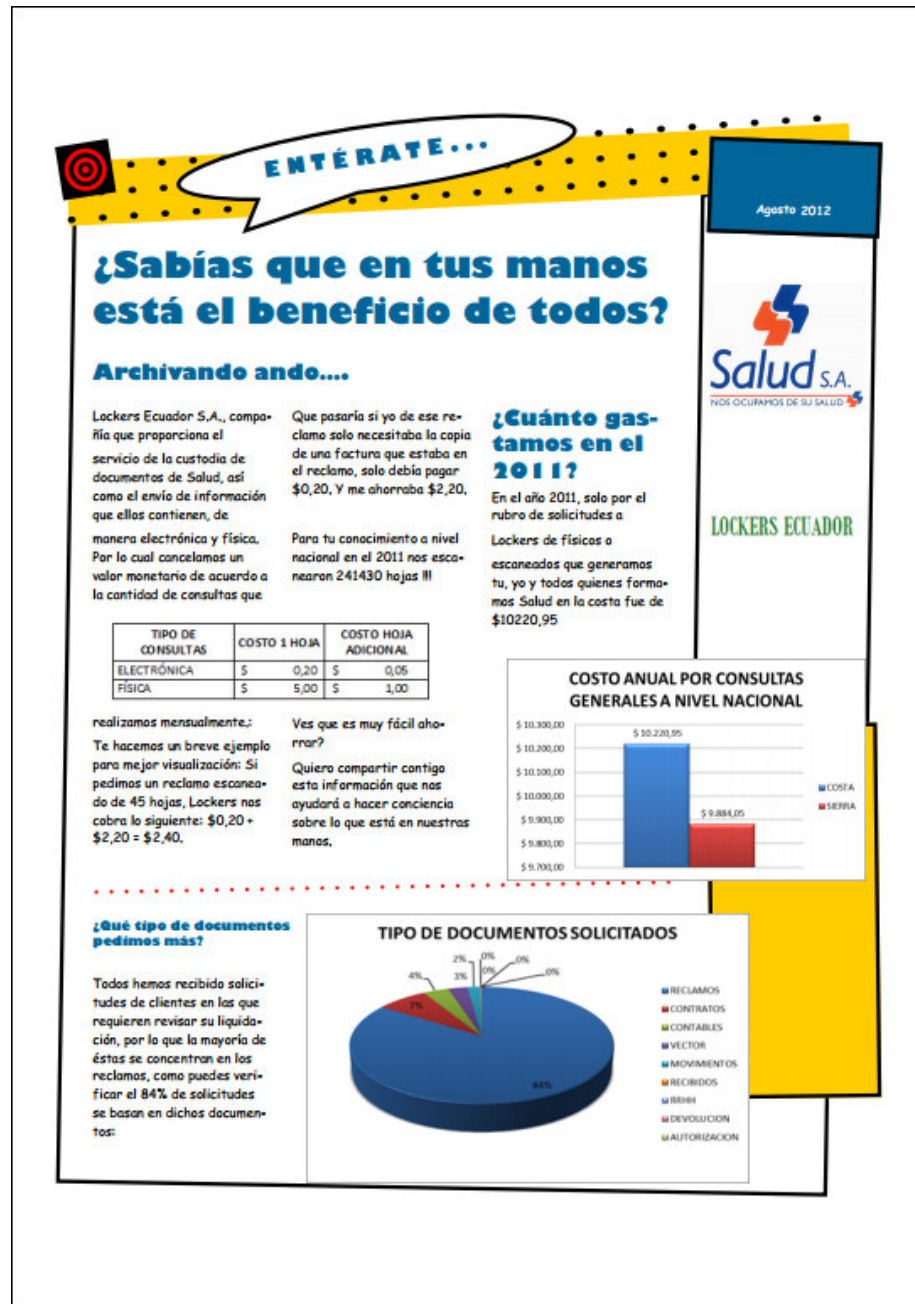 ENTÉRATE...
Agosto 2012
¿Sabías que en tus manos
está el beneficio de todos?
Salud S.A.
NOS OCUPAMOS DE SU SALUD
LOCKERS ECUADOR
Archivando ando....
Lockers Ecuador S.A., compa-
ñía que proporciona el
servicio de la custodia de
documentos de Salud, así
como el envío de información
que ellos contienen, de
manera electrónica y física.
Por lo cual cancelamos un
valor monetario de acuerdo a
la cantidad de consultas que
Que pasaría si yo de ese re-
clamo solo necesitaba la copia
de una factura que estaba en
el reclamo, solo debía pagar
$0,20. Y me ahorraba $2,20.
Para tu conocimiento a nivel
nacional en el 2011 nos esca-
nearon 241430 hojas !!!
¿Cuánto gas-
tamos en el
2011?
En el año 2011, solo por el
rubro de solicitudes a
Lockers de físicos o
escaneados que generamos
tu, yo y todos quienes forma-
mos Salud en la costa fue de
$10220,95
TIPO DE CONSULTAS COSTO 1 HOJA COSTO HOJA ADICIONAL
ELECTRÓNICA $ 0,20 $ 0,05
FÍSICA $ 5,00 $ 1,00
realizamos mensualmente.:
Te hacemos un breve ejemplo
para mejor visualización: Si
pedimos un reclamo escanea-
do de 45 hojas, Lockers nos
cobra lo siguiente: $0,20 +
$2,20 = $2,40.
Ves que es muy fácil aho-
rrar?
Quiero compartir contigo
esta información que nos
ayudará a hacer conciencia
sobre lo que está en nuestras
manos.
COSTO ANUAL POR CONSULTAS
GENERALES A NIVEL NACIONAL
$ 10.300,00
$ 10.200,00
$ 10.100,00
$ 10.000,00
$ 9.900,00
$ 9.800,00
$ 9.700,00
$ 10.220,95
$ 9.884,05
COSTA
SIERRA
¿Qué tipo de documentos
pedimos más?
Todos hemos recibido solici-
tudes de clientes en las que
requieren revisar su liquida-
ción, por lo que la mayoría de
éstas se concentran en los
reclamos, como puedes veri-
ficar el 84% de solicitudes
se basan en dichos documen-
tos:
TIPO DE DOCUMENTOS SOLICITADOS
2% 0% 0%
4% 3% 0% 0%
7%
84%
RECLAMOS
CONTRATOS
CONTABLES
VECTOR
MOVIMIENTOS
RECIBIDOS
RRHH
DEVOLUCION
AUTORIZACION